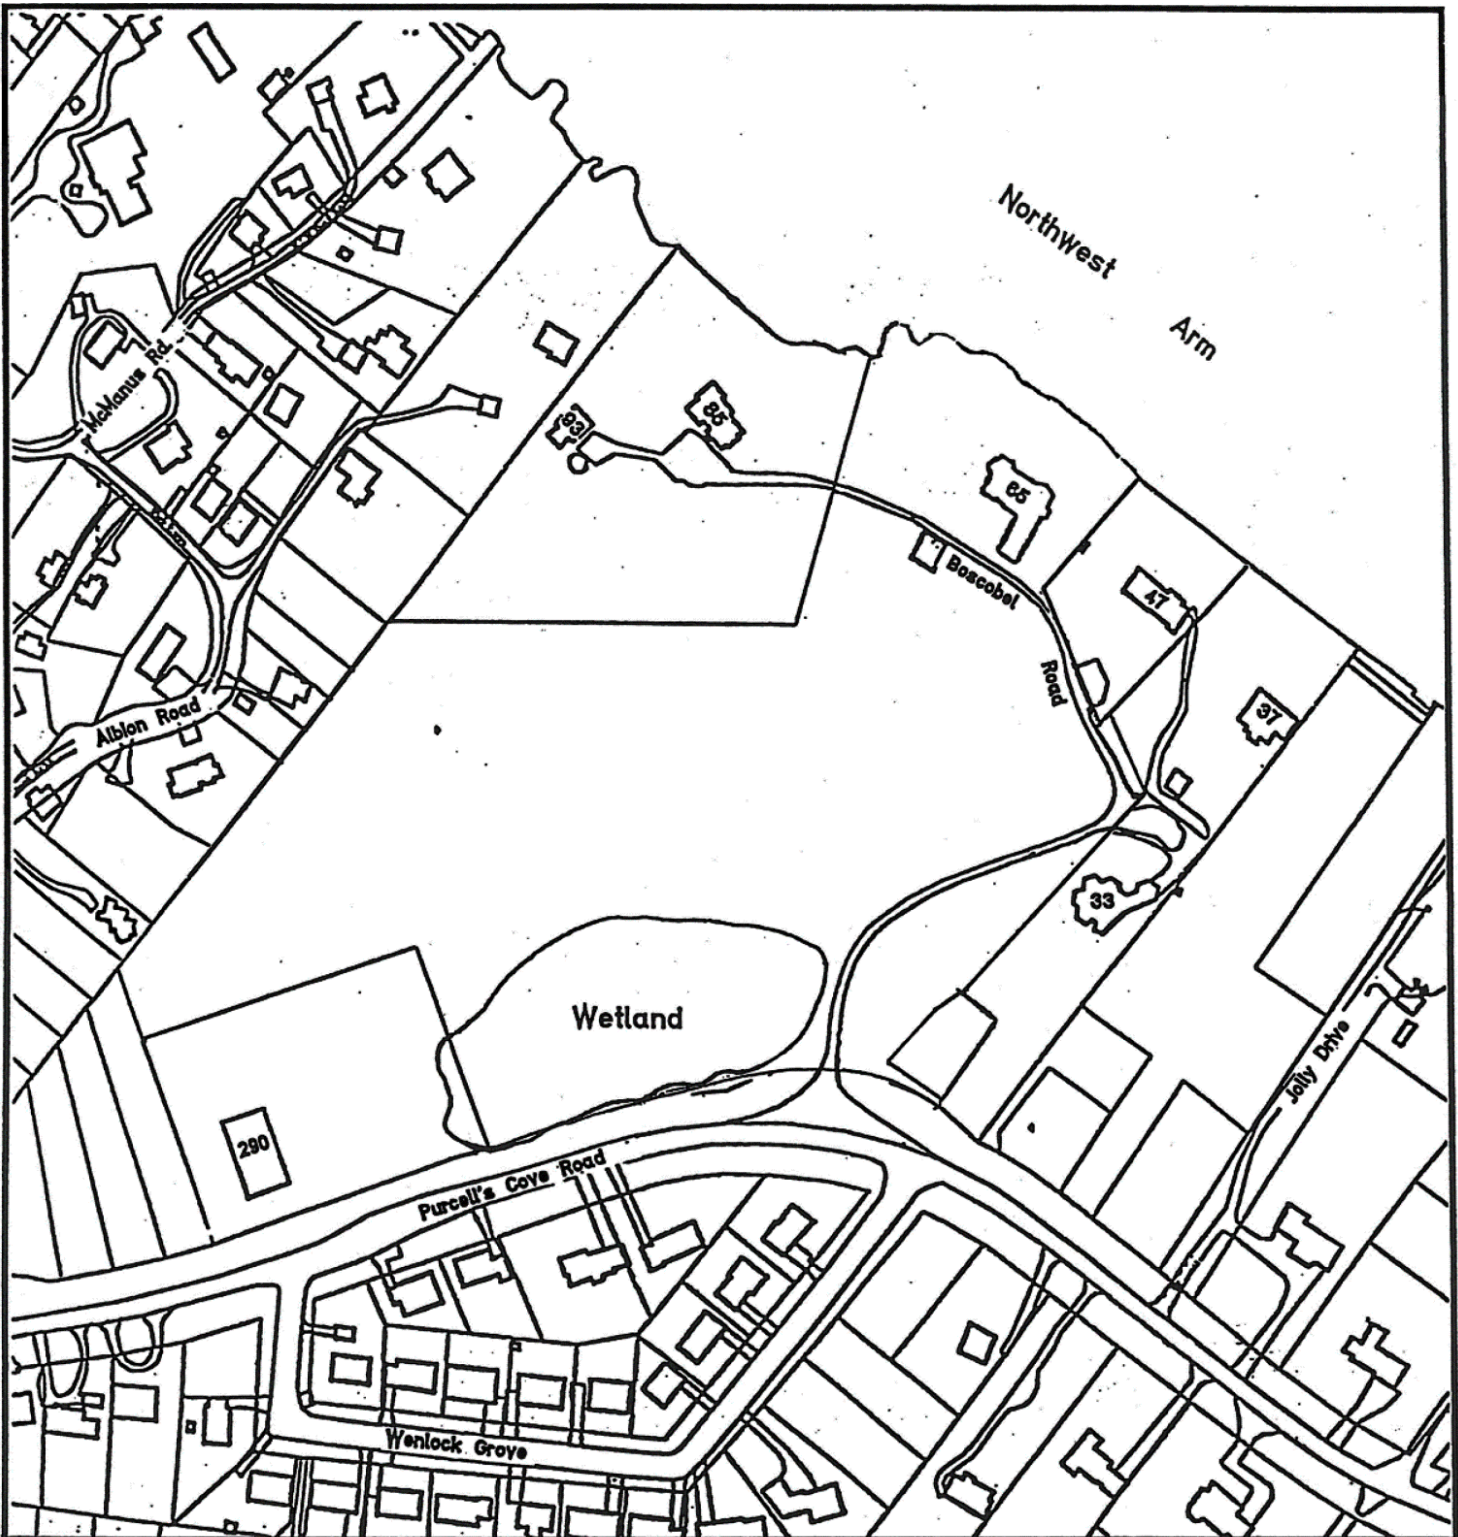 Northwest
Arm
McManus Rd.
93
85
65
Boscobel
47
Road
37
Albion Road
33
Wetland
Jolly Drive
290
Purcell's Cove Road
Wenlock Grove